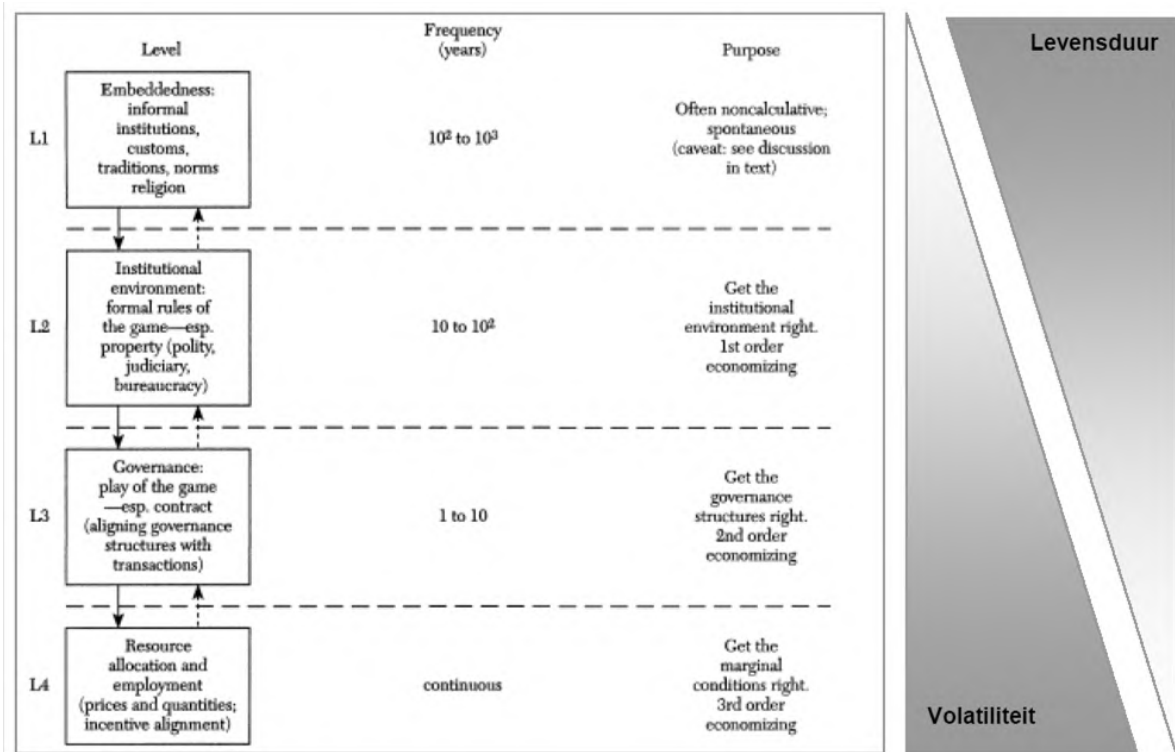 Level
Frequency
(years)
Purpose
L1
Embeddedness:
informal
institutions,
customs,
traditions, norms
religion
10² to 10³
Often noncalculative;
spontaneous
(caveat: see discussion
in text)
L2
Institutional
environment:
formal rules of
the game—esp.
property (polity,
judiciary,
bureaucracy)
10 to 10²
Get the
institutional
environment right.
1st order
economizing
L3
Governance:
play of the game
—esp. contract
(aligning governance
structures with
transactions)
1 to 10
Get the
governance
structures right.
2nd order
economizing
L4
Resource
allocation and
employment
(prices and quantities;
incentive alignment)
continuous
Get the
marginal
conditions right.
3rd order
economizing
Levensduur
Volatiliteit